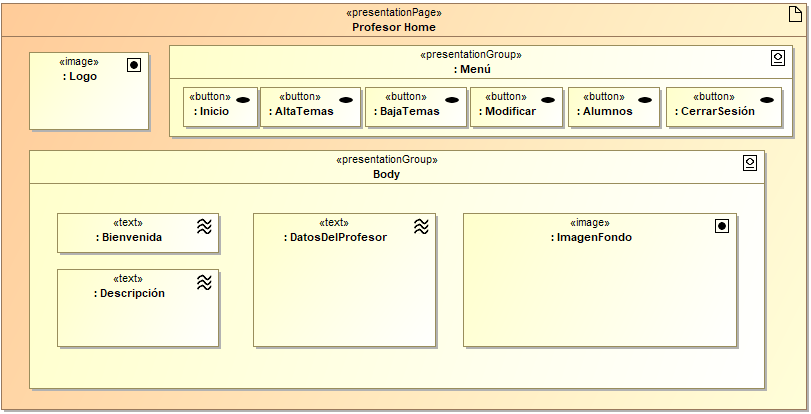 «presentationPage»
Profesor Home
«image»
: Logo
«presentationGroup»
: Menú
«button»
: Inicio
«button»
: AltaTemas
«button»
: BajaTemas
«button»
: Modificar
«button»
: Alumnos
«button»
: CerrarSesión
«presentationGroup»
Body
«text»
: Bienvenida
«text»
: Descripción
«text»
: DatosDelProfesor
«image»
: ImagenFondo